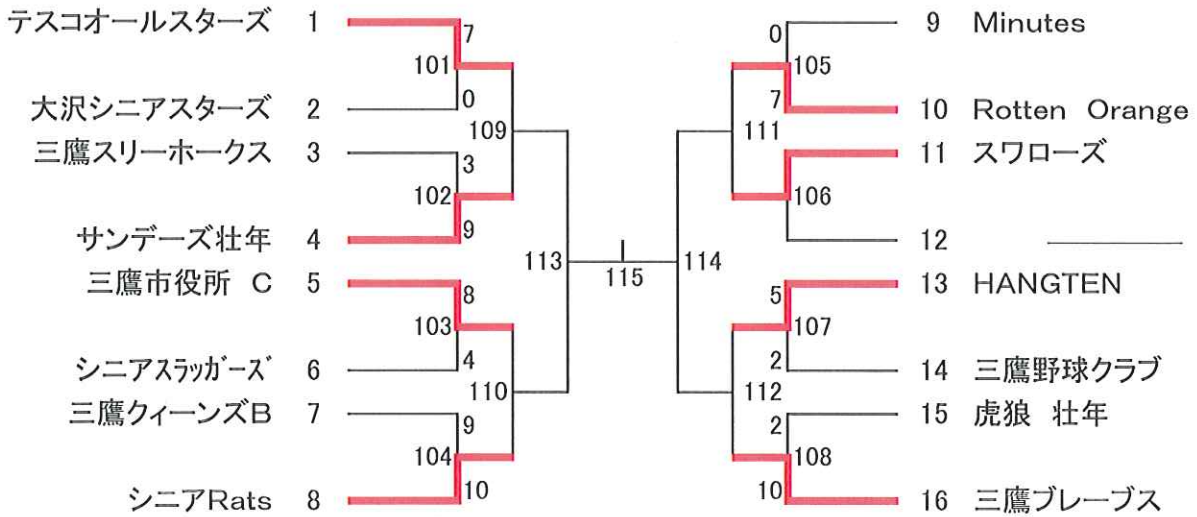 テスコオールスターズ 1
7
101
0
大沢シニアスターズ 2
109
三鷹スリーホークス 3
3
102
9
サンデーズ壮年 4
113
三鷹市役所 C 5
8
103
4
シニアスラッガーズ 6
110
三鷹クィーンズB 7
9
104
10
シニアRats 8
115
9 Minutes
0
105
7
10 Rotten Orange
111
11 スワローズ
106
12
114
13 HANGTEN
5
107
2
14 三鷹野球クラブ
112
15 虎狼 壮年
2
108
10
16 三鷹ブレーブス